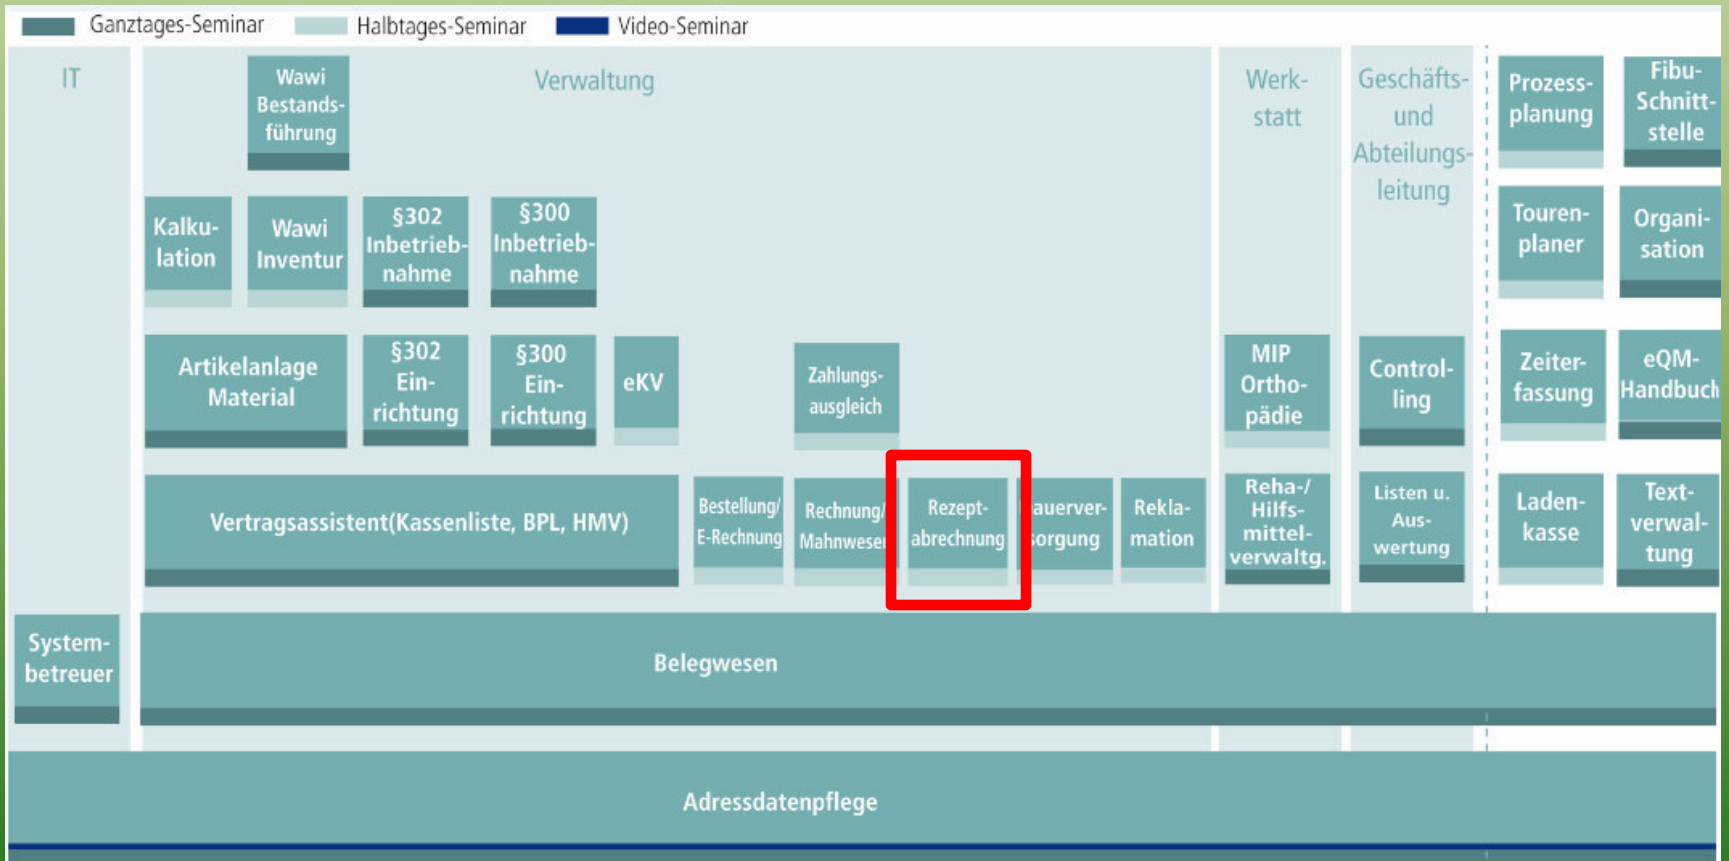 Ganztages-Seminar
Halbtages-Seminar
Video-Seminar
IT
Wawi
Bestands-
führung
Verwaltung
Werk-
statt
Geschäfts-
und
Abteilungs-
leitung
Prozess-
planung
Fibu-
Schnitt-
stelle
Kalku-
lation
Wawi
Inventur
§302
Inbetrieb-
nahme
§300
Inbetrieb-
nahme
Touren-
planer
Organi-
sation
Artikelanlage
Material
§302
Ein-
richtung
§300
Ein-
richtung
eKV
Zahlungs-
ausgleich
MIP
Ortho-
pädie
Control-
ling
Zeiter-
fassung
eQM-
Handbuch
Vertragsassistent(Kassenliste, BPL, HMV)
Bestellung/
E-Rechnung
Rechnung/
Mahnwesen
Rezept-
abrechnung
auerver-
sorgung
Rekla-
mation
Reha-/
Hilfs-
mittel-
verwaltg.
Listen u.
Aus-
wertung
Laden-
kasse
Text-
verwal-
tung
System-
betreuer
Belegwesen
Adressdatenpflege